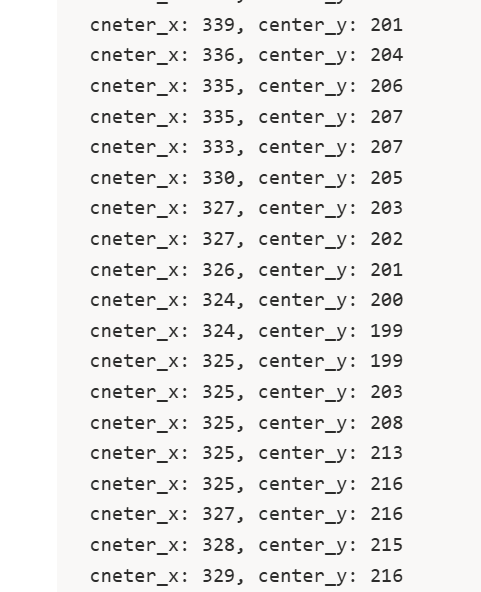 cneter_x: 339, center_y: 201
cneter_x: 336, center_y: 204
cneter_x: 335, center_y: 206
cneter_x: 335, center_y: 207
cneter_x: 333, center_y: 207
cneter_x: 330, center_y: 205
cneter_x: 327, center_y: 203
cneter_x: 327, center_y: 202
cneter_x: 326, center_y: 201
cneter_x: 324, center_y: 200
cneter_x: 324, center_y: 199
cneter_x: 325, center_y: 199
cneter_x: 325, center_y: 203
cneter_x: 325, center_y: 208
cneter_x: 325, center_y: 213
cneter_x: 325, center_y: 216
cneter_x: 327, center_y: 216
cneter_x: 328, center_y: 215
cneter_x: 329, center_y: 216